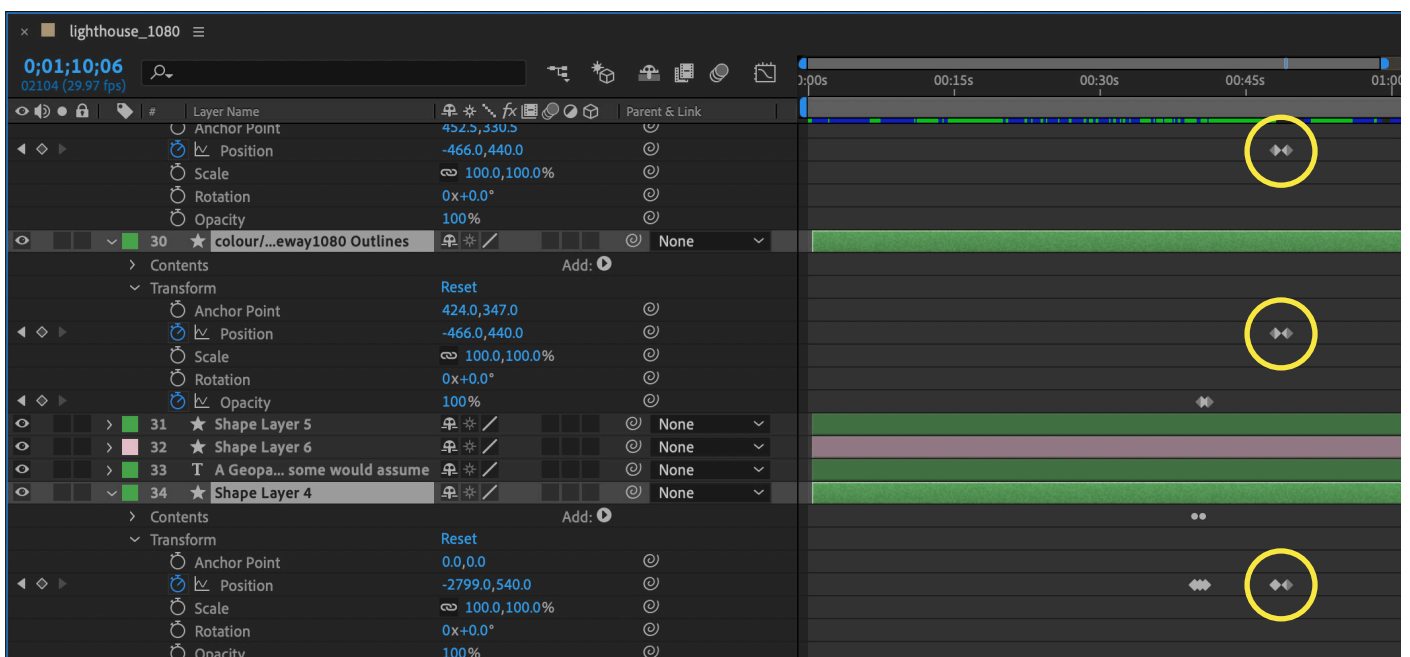 × lighthouse_1080 ≡
0;01;10;06
02104 (29.97 fps)
):00s 00:15s 00:30s 00:45s 01:00
# Layer Name fx Parent & Link
Anchor Point 452.5,330.5
Position -466.0,440.0
Scale 100.0,100.0%
Rotation 0x+0.0°
Opacity 100%
30 colour/...eway1080 Outlines None
Contents Add:
Transform Reset
Anchor Point 424.0,347.0
Position -466.0,440.0
Scale 100.0,100.0%
Rotation 0x+0.0°
Opacity 100%
31 Shape Layer 5 None
32 Shape Layer 6 None
33 T A Geopa... some would assume None
34 Shape Layer 4 None
Contents Add:
Transform Reset
Anchor Point 0.0,0.0
Position -2799.0,540.0
Scale 100.0,100.0%
Rotation 0x+0.0°
Opacity 100%